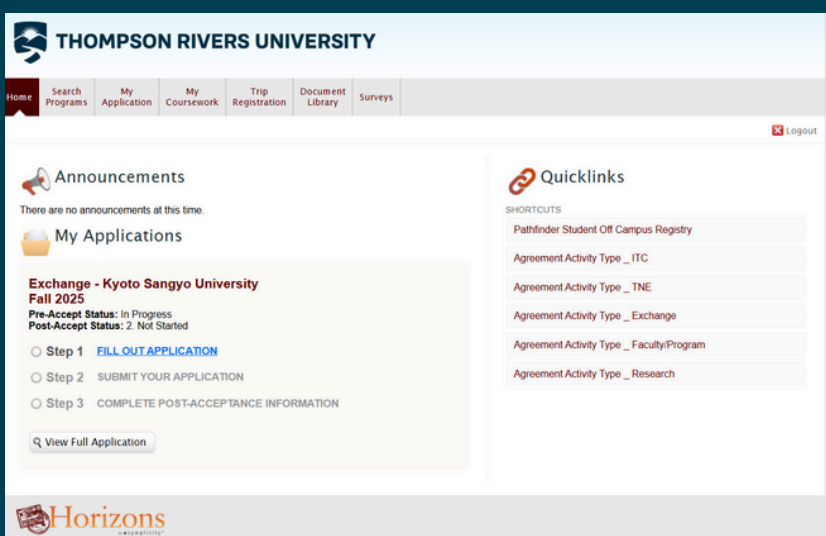 THOMPSON RIVERS UNIVERSITY
Home
Search Programs
My Application
My Coursework
Trip Registration
Document Library
Surveys
Logout
Announcements
There are no announcements at this time.
My Applications
Exchange - Kyoto Sangyo University
Fall 2025
Pre-Accept Status: In Progress
Post-Accept Status: 2. Not Started
Step 1 FILL OUT APPLICATION
Step 2 SUBMIT YOUR APPLICATION
Step 3 COMPLETE POST-ACCEPTANCE INFORMATION
View Full Application
Quicklinks
SHORTCUTS
Pathfinder Student Off Campus Registry
Agreement Activity Type _ ITC
Agreement Activity Type _ TNE
Agreement Activity Type _ Exchange
Agreement Activity Type _ Faculty/Program
Agreement Activity Type _ Research
Horizons